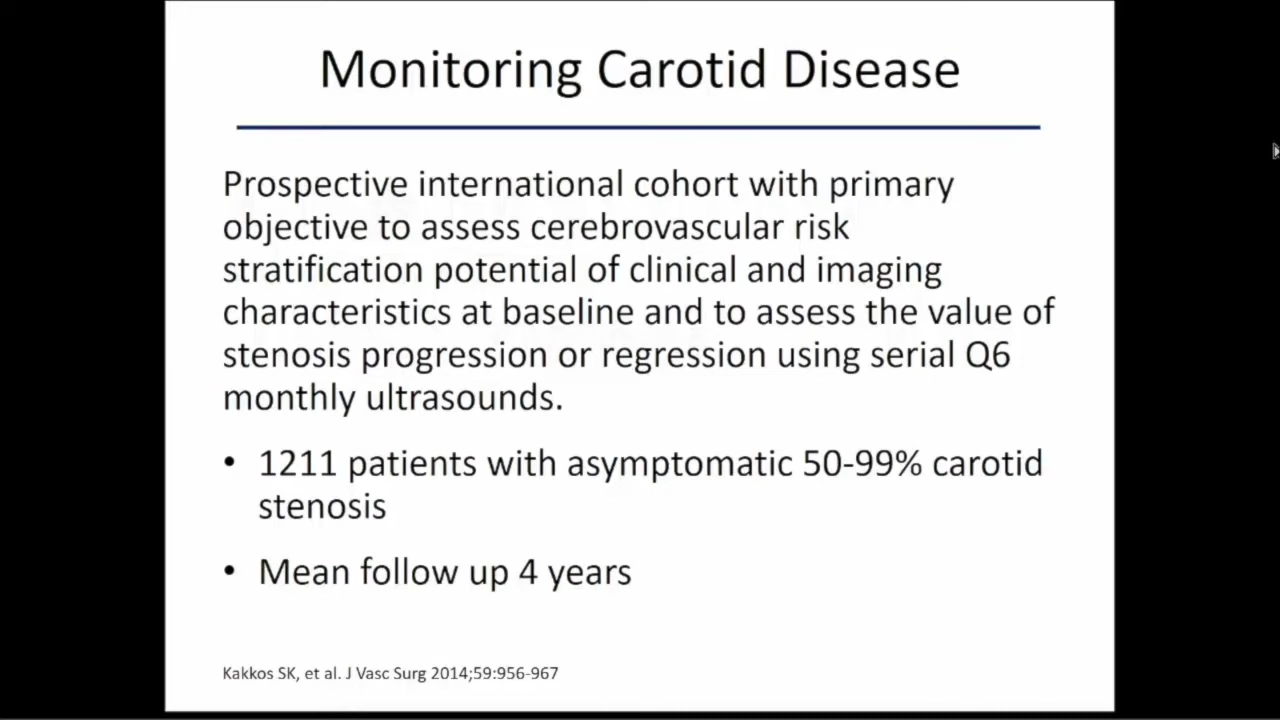 Monitoring Carotid Disease
Prospective international cohort with primary
objective to assess cerebrovascular risk
stratification potential of clinical and imaging
characteristics at baseline and to assess the value of
stenosis progression or regression using serial Q6
monthly ultrasounds.
• 1211 patients with asymptomatic 50-99% carotid
stenosis
• Mean follow up 4 years
Kakkos SK, et al. J Vasc Surg 2014;59:956-967